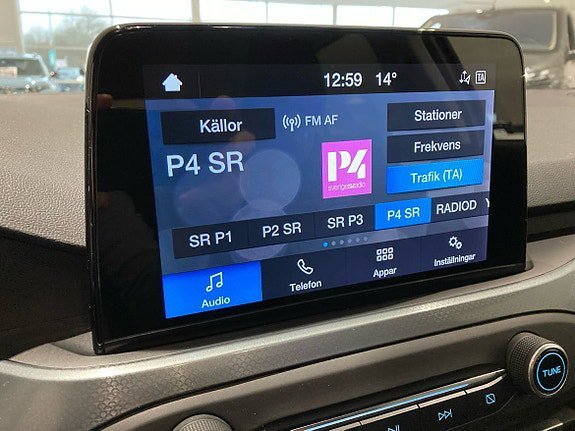 12:59 14° TA
Källor
FM AF
Stationer
P4 SR
P4
sverigesradio
Frekvens
Trafik (TA)
SR P1 P2 SR SR P3 P4 SR RADIOD
Audio
Telefon
Appar
Inställningar
TUNE